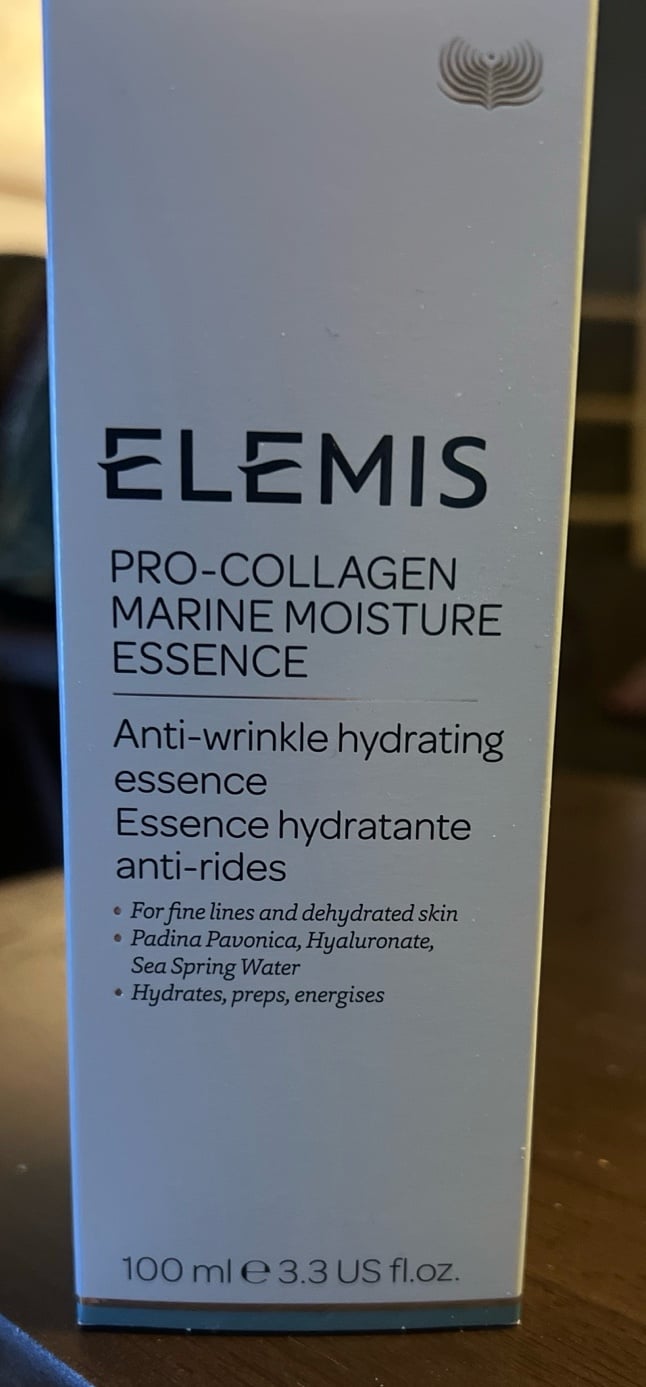 ELEMIS
PRO-COLLAGEN
MARINE MOISTURE
ESSENCE
Anti-wrinkle hydrating
essence
Essence hydratante
anti-rides
• For fine lines and dehydrated skin
• Padina Pavonica, Hyaluronate,
Sea Spring Water
• Hydrates, preps, energises
100 ml ℮ 3.3 US fl.oz.